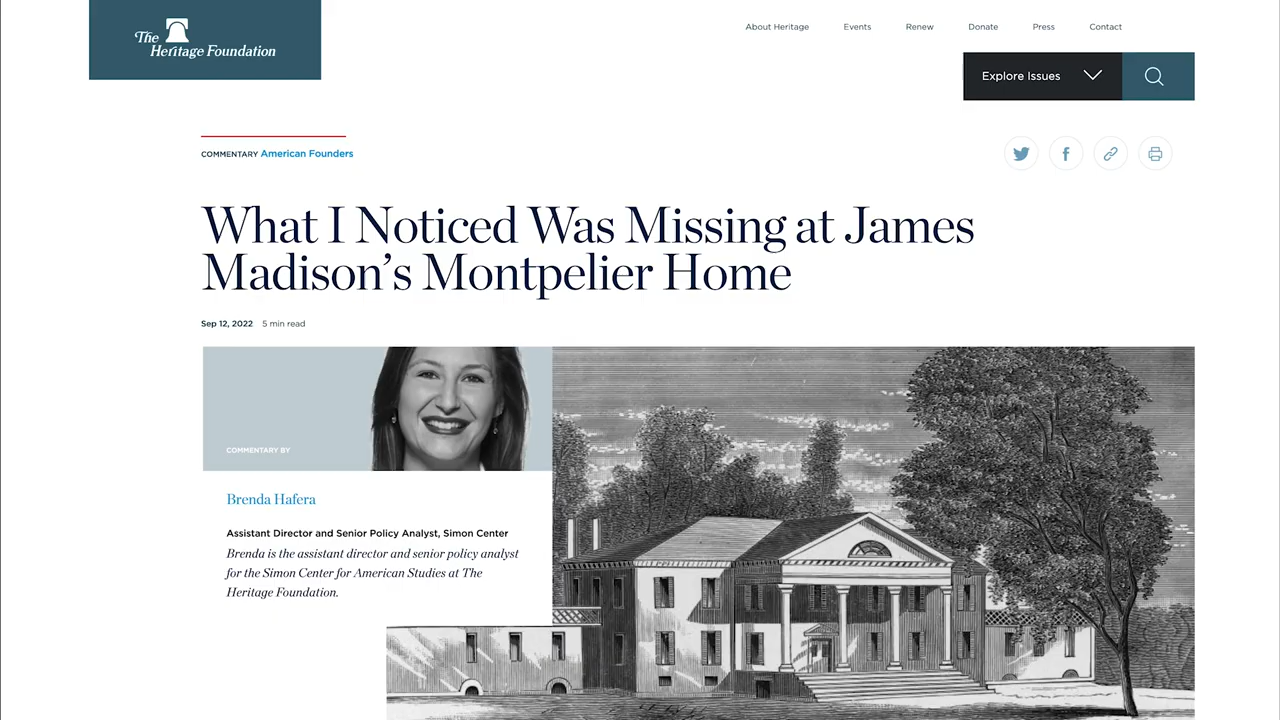 The
Heritage Foundation
About Heritage Events Renew Donate Press Contact
Explore Issues
COMMENTARY American Founders
What I Noticed Was Missing at James
Madison’s Montpelier Home
Sep 12, 2022 5 min read
COMMENTARY BY
Brenda Hafera
Assistant Director and Senior Policy Analyst, Simon Center
Brenda is the assistant director and senior policy analyst
for the Simon Center for American Studies at The
Heritage Foundation.